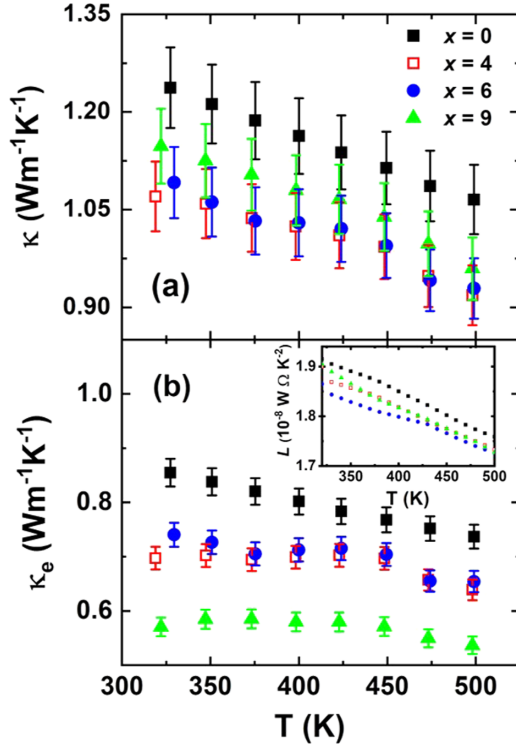 1.35
1.20
1.05
0.90
κ (Wm⁻¹K⁻¹)
x = 0
x = 4
x = 6
x = 9
(a)
(b)
1.0
0.8
0.6
κₑ (Wm⁻¹K⁻¹)
1.9
1.8
1.7
L (10⁻⁸ W Ω K⁻²)
350 400 450 500
T (K)
300 350 400 450 500
T (K)